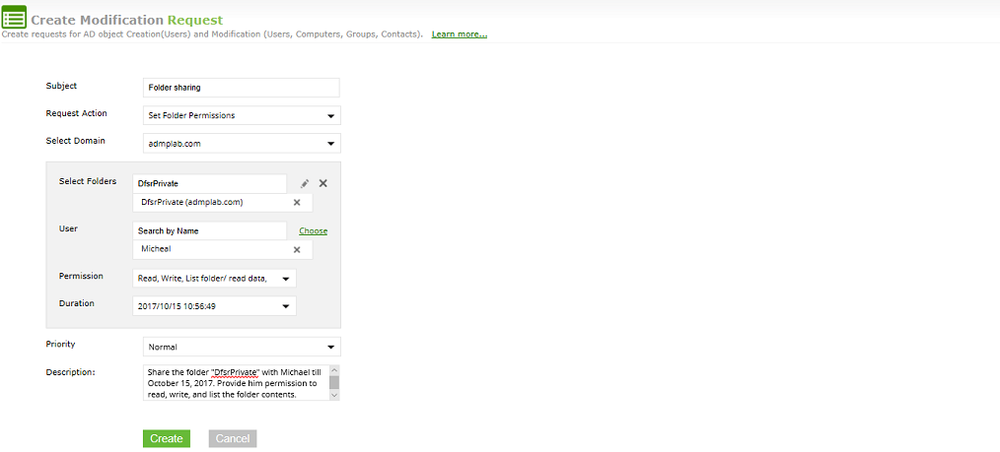 Create Modification Request
Create requests for AD object Creation(Users) and Modification (Users, Computers, Groups, Contacts). Learn more...
Subject Folder sharing
Request Action Set Folder Permissions
Select Domain admplab.com
Select Folders DfsrPrivate
DfsrPrivate (admplab.com)
User Search by Name Choose
Micheal
Permission Read, Write, List folder/ read data,
Duration 2017/10/15 10:56:49
Priority Normal
Description: Share the folder "DfsrPrivate" with Michael till
October 15, 2017. Provide him permission to
read, write, and list the folder contents.
Create Cancel